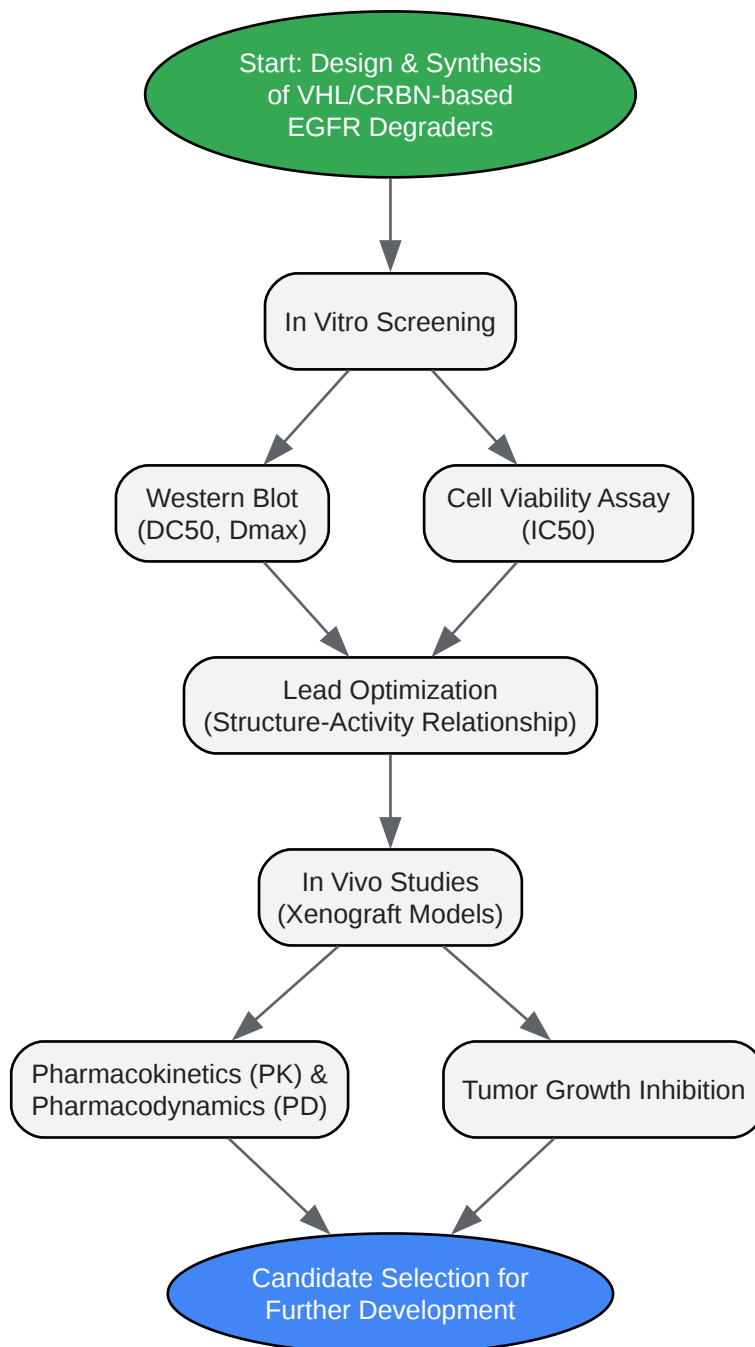 Start: Design & Synthesis
of VHL/CRBN-based
EGFR Degraders
In Vitro Screening
Western Blot
(DC50, Dmax)
Cell Viability Assay
(IC50)
Lead Optimization
(Structure-Activity Relationship)
In Vivo Studies
(Xenograft Models)
Pharmacokinetics (PK) &
Pharmacodynamics (PD)
Tumor Growth Inhibition
Candidate Selection for
Further Development